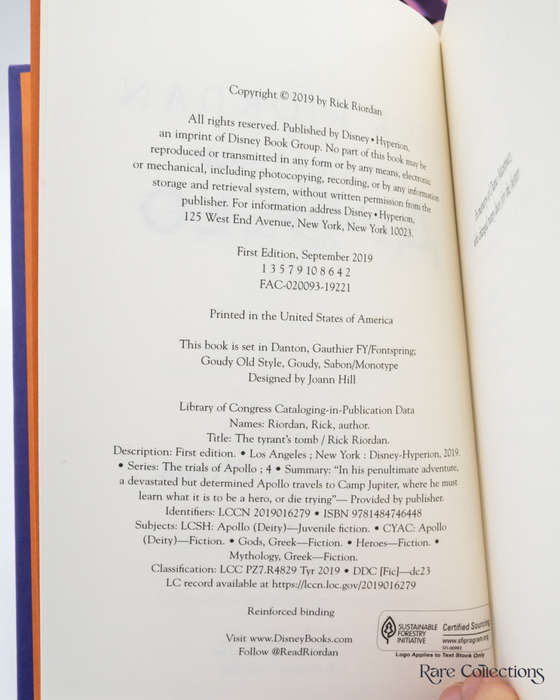 Copyright © 2019 by Rick Riordan
All rights reserved. Published by Disney • Hyperion,
an imprint of Disney Book Group. No part of this book may be
reproduced or transmitted in any form or by any means, electronic
or mechanical, including photocopying, recording, or by any information
storage and retrieval system, without written permission from the
publisher. For information address Disney • Hyperion,
125 West End Avenue, New York, New York 10023.
First Edition, September 2019
1 3 5 7 9 10 8 6 4 2
FAC-020093-19221
Printed in the United States of America
This book is set in Danton, Gauthier FY/Fontspring;
Goudy Old Style, Goudy, Sabon/Monotype
Designed by Joann Hill
Library of Congress Cataloging-in-Publication Data
Names: Riordan, Rick, author.
Title: The tyrant's tomb / Rick Riordan.
Description: First edition. • Los Angeles ; New York : Disney-Hyperion, 2019.
• Series: The trials of Apollo ; 4 • Summary: "In his penultimate adventure,
a devastated but determined Apollo travels to Camp Jupiter, where he must
learn what it is to be a hero, or die trying"— Provided by publisher.
Identifiers: LCCN 2019016279 • ISBN 9781484746448
Subjects: LCSH: Apollo (Deity)—Juvenile fiction. • CYAC: Apollo
(Deity)—Fiction. • Gods, Greek—Fiction. • Heroes—Fiction. •
Mythology, Greek—Fiction.
Classification: LCC PZ7.R4829 Tyr 2019 • DDC [Fic]—dc23
LC record available at https://lccn.loc.gov/2019016279
Reinforced binding
Visit www.DisneyBooks.com
Follow @ReadRiordan
SUSTAINABLE
FORESTRY
INITIATIVE
Certified Sourcing
www.sfiprogram.org
Logo Applies to Text Stock Only
Rare Collections